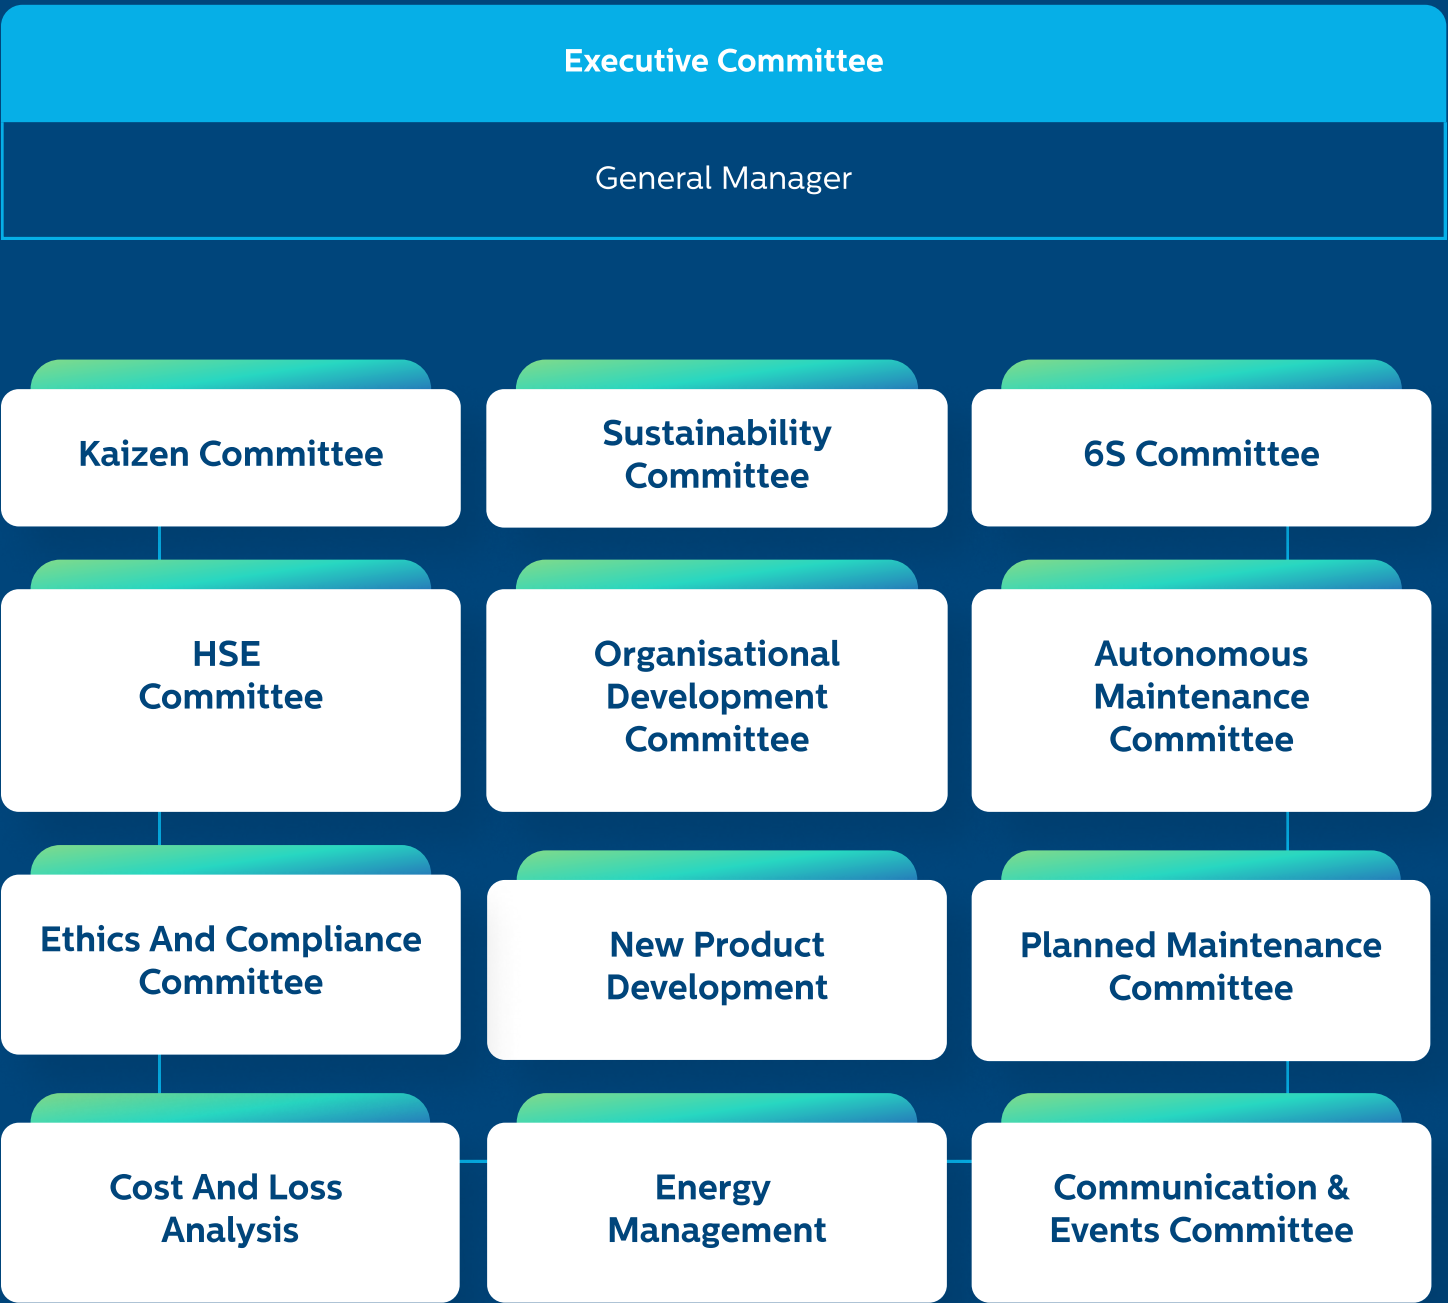 Executive Committee
General Manager
Kaizen Committee
Sustainability
Committee
6S Committee
HSE
Committee
Organisational
Development
Committee
Autonomous
Maintenance
Committee
Ethics And Compliance
Committee
New Product
Development
Planned Maintenance
Committee
Cost And Loss
Analysis
Energy
Management
Communication &
Events Committee